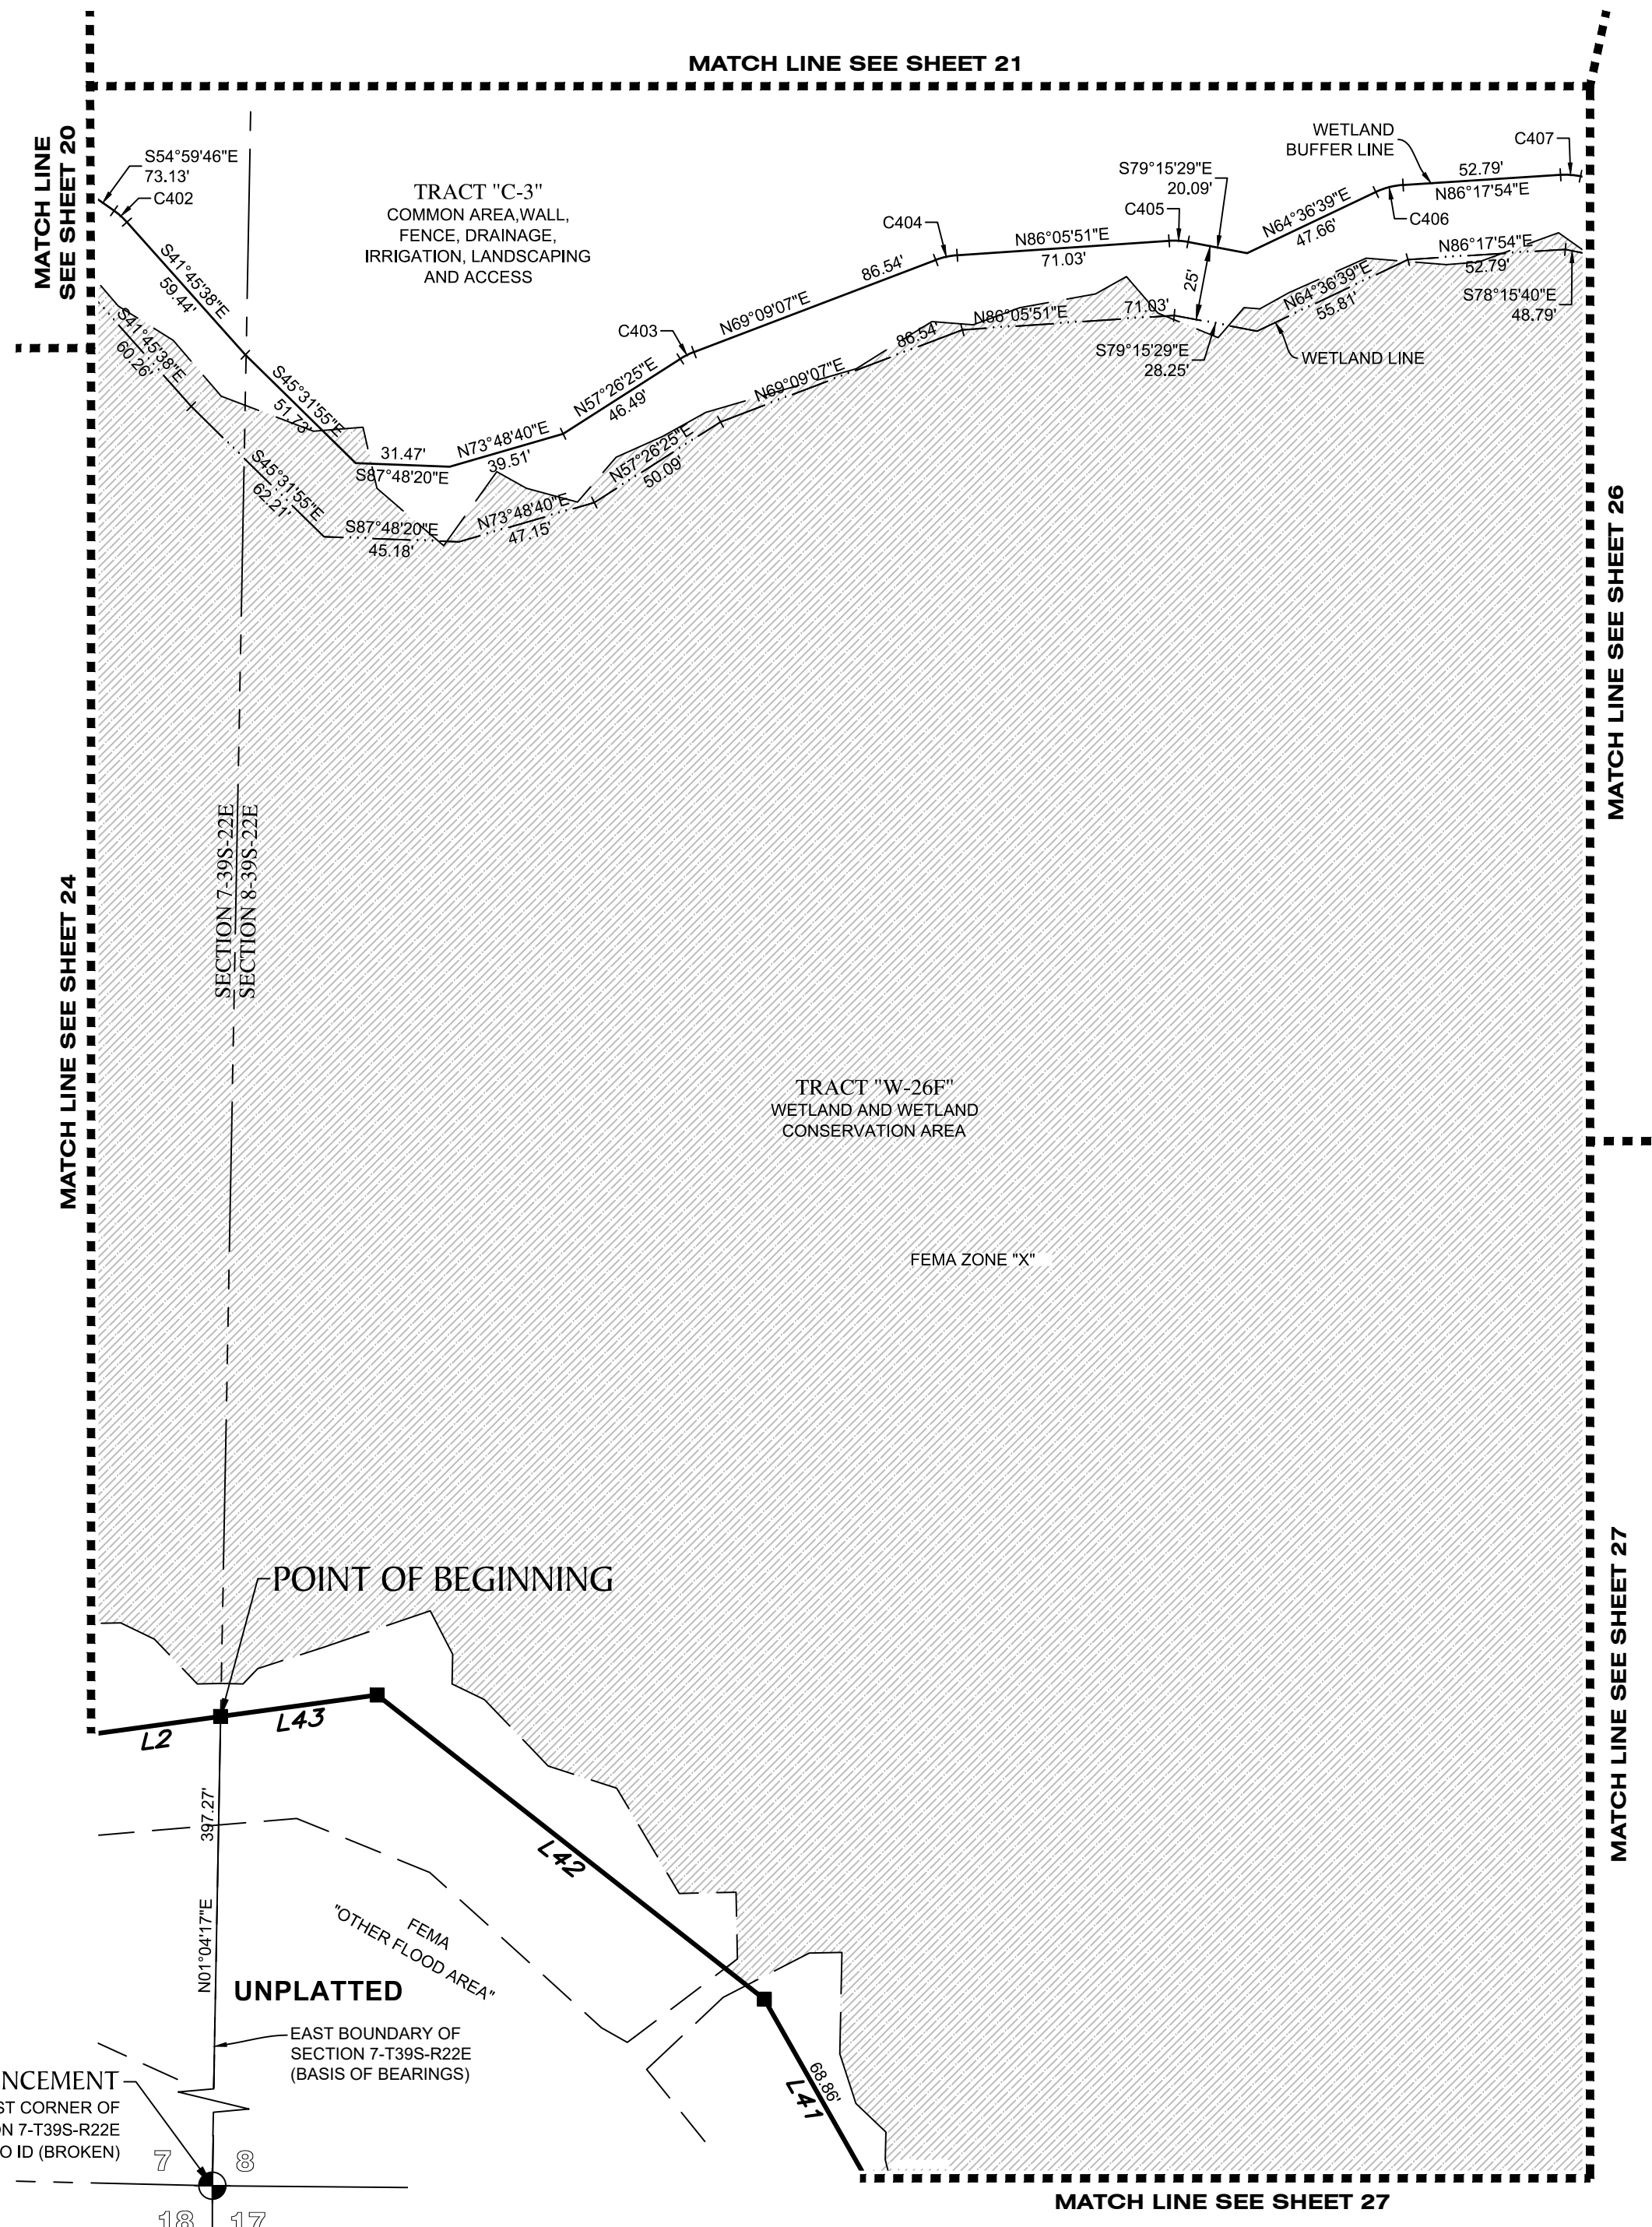 MATCH LINE SEE SHEET 21
MATCH LINE
SEE SHEET 20
S54°59'46"E
73.13'
C402
TRACT "C-3"
COMMON AREA,WALL,
FENCE, DRAINAGE,
IRRIGATION, LANDSCAPING
AND ACCESS
WETLAND
BUFFER LINE
C407
S79°15'29"E
20.09'
C405
C404
N86°05'51"E
71.03'
86.54'
N69°09'07"E
C403
N64°36'39"E
47.66'
52.79'
N86°17'54"E
C406
N86°17'54"E
52.79'
S78°15'40"E
48.79'
25'
N64°36'39"E
55.81'
WETLAND LINE
S79°15'29"E
28.25'
71.03'
N86°05'51"E
86.54'
N69°09'07"E
S41°45'38"E
59.44'
S41°45'38"E
60.26'
S45°31'55"E
51.73'
S45°31'55"E
62.21'
31.47'
S87°48'20"E
N73°48'40"E
39.51'
N57°26'25"E
46.49'
N57°26'25"E
50.09'
S87°48'20"E
45.18'
N73°48'40"E
47.15'
MATCH LINE SEE SHEET 26
SECTION 7-39S-22E
SECTION 8-39S-22E
MATCH LINE SEE SHEET 24
TRACT "W-26F"
WETLAND AND WETLAND
CONSERVATION AREA
FEMA ZONE "X"
MATCH LINE SEE SHEET 27
POINT OF BEGINNING
L2
L43
L42
397.27'
N01°04'17"E
FEMA
"OTHER FLOOD AREA"
UNPLATTED
EAST BOUNDARY OF
SECTION 7-T39S-R22E
(BASIS OF BEARINGS)
68.86'
L41
NCEMENT
ST CORNER OF
ON 7-T39S-R22E
O ID (BROKEN)
7 8
18 17
MATCH LINE SEE SHEET 27